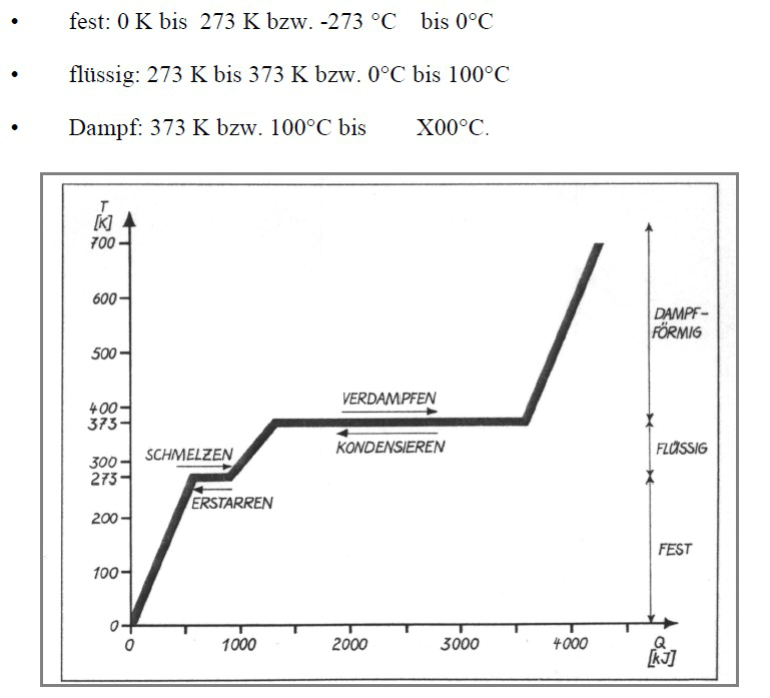 • fest: 0 K bis 273 K bzw. -273 °C bis 0°C
• flüssig: 273 K bis 373 K bzw. 0°C bis 100°C
• Dampf: 373 K bzw. 100°C bis X00°C.
T
[K]
700
600
500
400
373
300
273
200
100
0
VERDAMPFEN
KONDENSIEREN
SCHMELZEN
ERSTARREN
DAMPF-
FÖRMIG
FLÜSSIG
FEST
0 1000 2000 3000 4000 Q
[kJ]